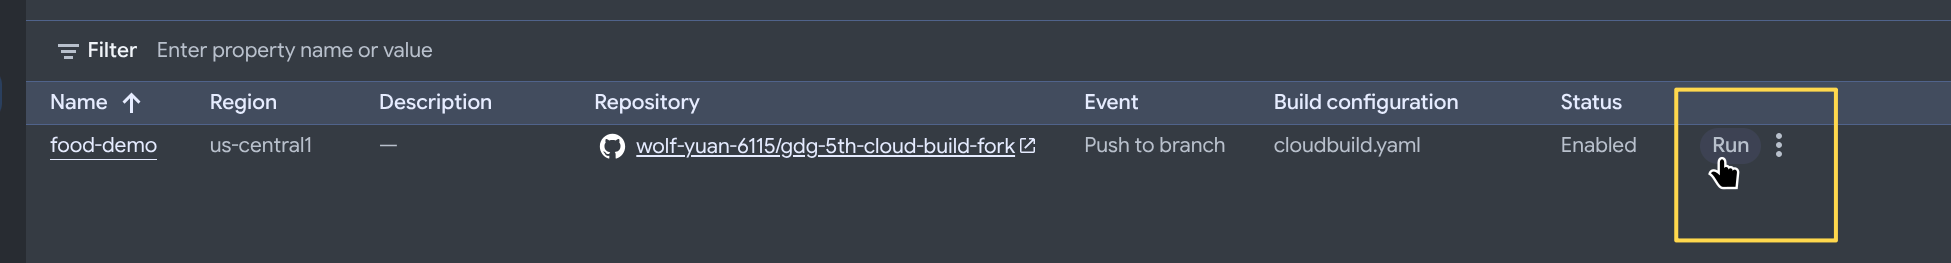 Filter Enter property name or value
Name Region Description Repository Event Build configuration Status
food-demo us-central1 — wolf-yuan-6115/gdg-5th-cloud-build-fork Push to branch cloudbuild.yaml Enabled Run